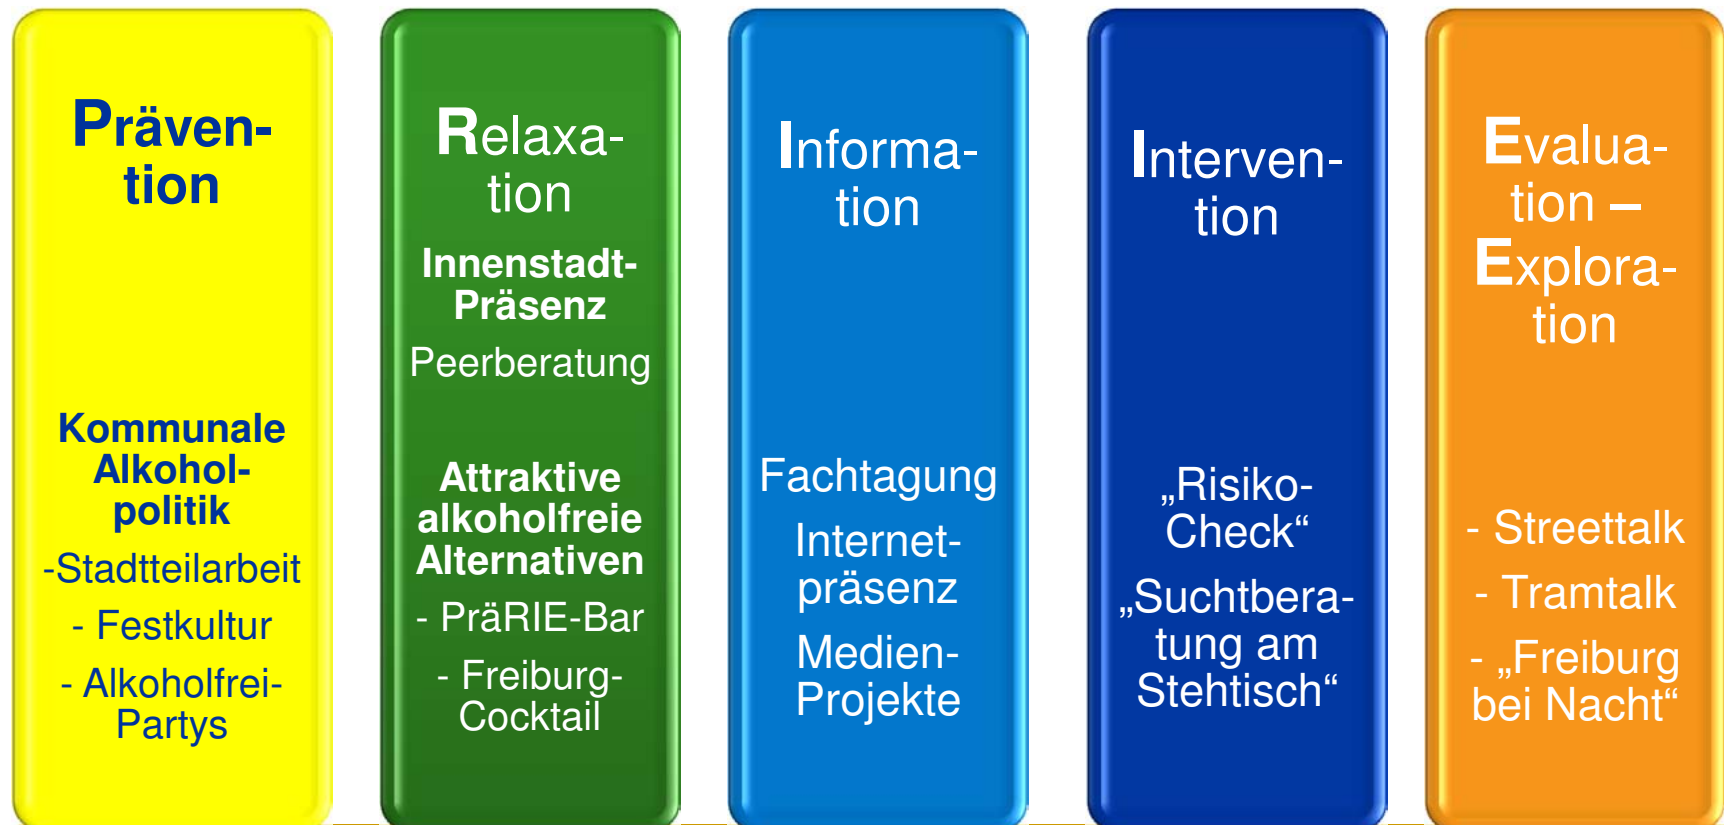 Präven-
tion
Kommunale
Alkohol-
politik
-Stadtteilarbeit
- Festkultur
- Alkoholfrei-
Partys
Relaxa-
tion
Innenstadt-
Präsenz
Peerberatung
Attraktive
alkoholfreie
Alternativen
- PräRIE-Bar
- Freiburg-
Cocktail
Informa-
tion
Fachtagung
Internet-
präsenz
Medien-
Projekte
Interven-
tion
„Risiko-
Check“
„Suchtbera-
tung am
Stehtisch“
Evalua-
tion –
Explora-
tion
- Streettalk
- Tramtalk
- „Freiburg
bei Nacht“